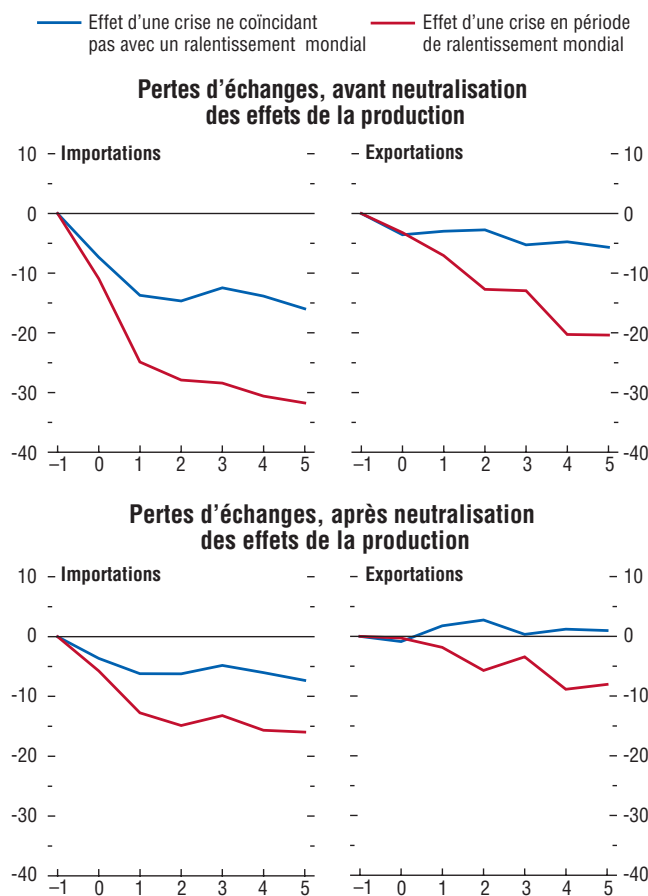 Effet d'une crise ne coïncidant
pas avec un ralentissement mondial
Effet d'une crise en période
de ralentissement mondial
Pertes d'échanges, avant neutralisation
des effets de la production
Importations
10
0
-10
-20
-30
-40
–1 0 1 2 3 4 5
Exportations
10
0
-10
-20
-30
-40
–1 0 1 2 3 4 5
Pertes d'échanges, après neutralisation
des effets de la production
Importations
10
0
-10
-20
-30
-40
–1 0 1 2 3 4 5
Exportations
10
0
-10
-20
-30
-40
–1 0 1 2 3 4 5